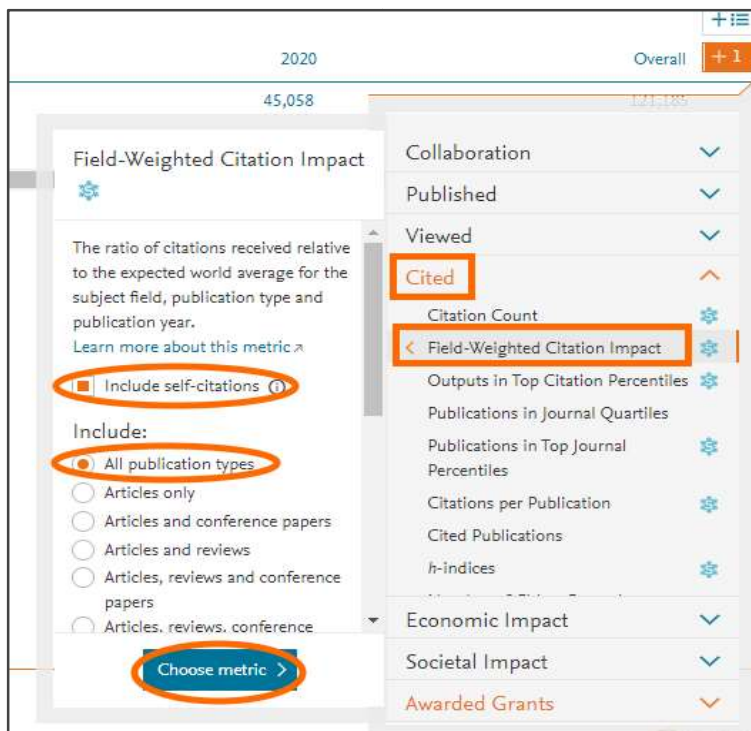 2020 Overall + 1
45,058 121,185
Field-Weighted Citation Impact
The ratio of citations received relative
to the expected world average for the
subject field, publication type and
publication year.
Learn more about this metric
Include self-citations
Include:
All publication types
Articles only
Articles and conference papers
Articles and reviews
Articles, reviews and conference
papers
Articles, reviews, conference
Choose metric >
Collaboration
Published
Viewed
Cited
Citation Count
< Field-Weighted Citation Impact
Outputs in Top Citation Percentiles
Publications in Journal Quartiles
Publications in Top Journal
Percentiles
Citations per Publication
Cited Publications
h-indices
Economic Impact
Societal Impact
Awarded Grants